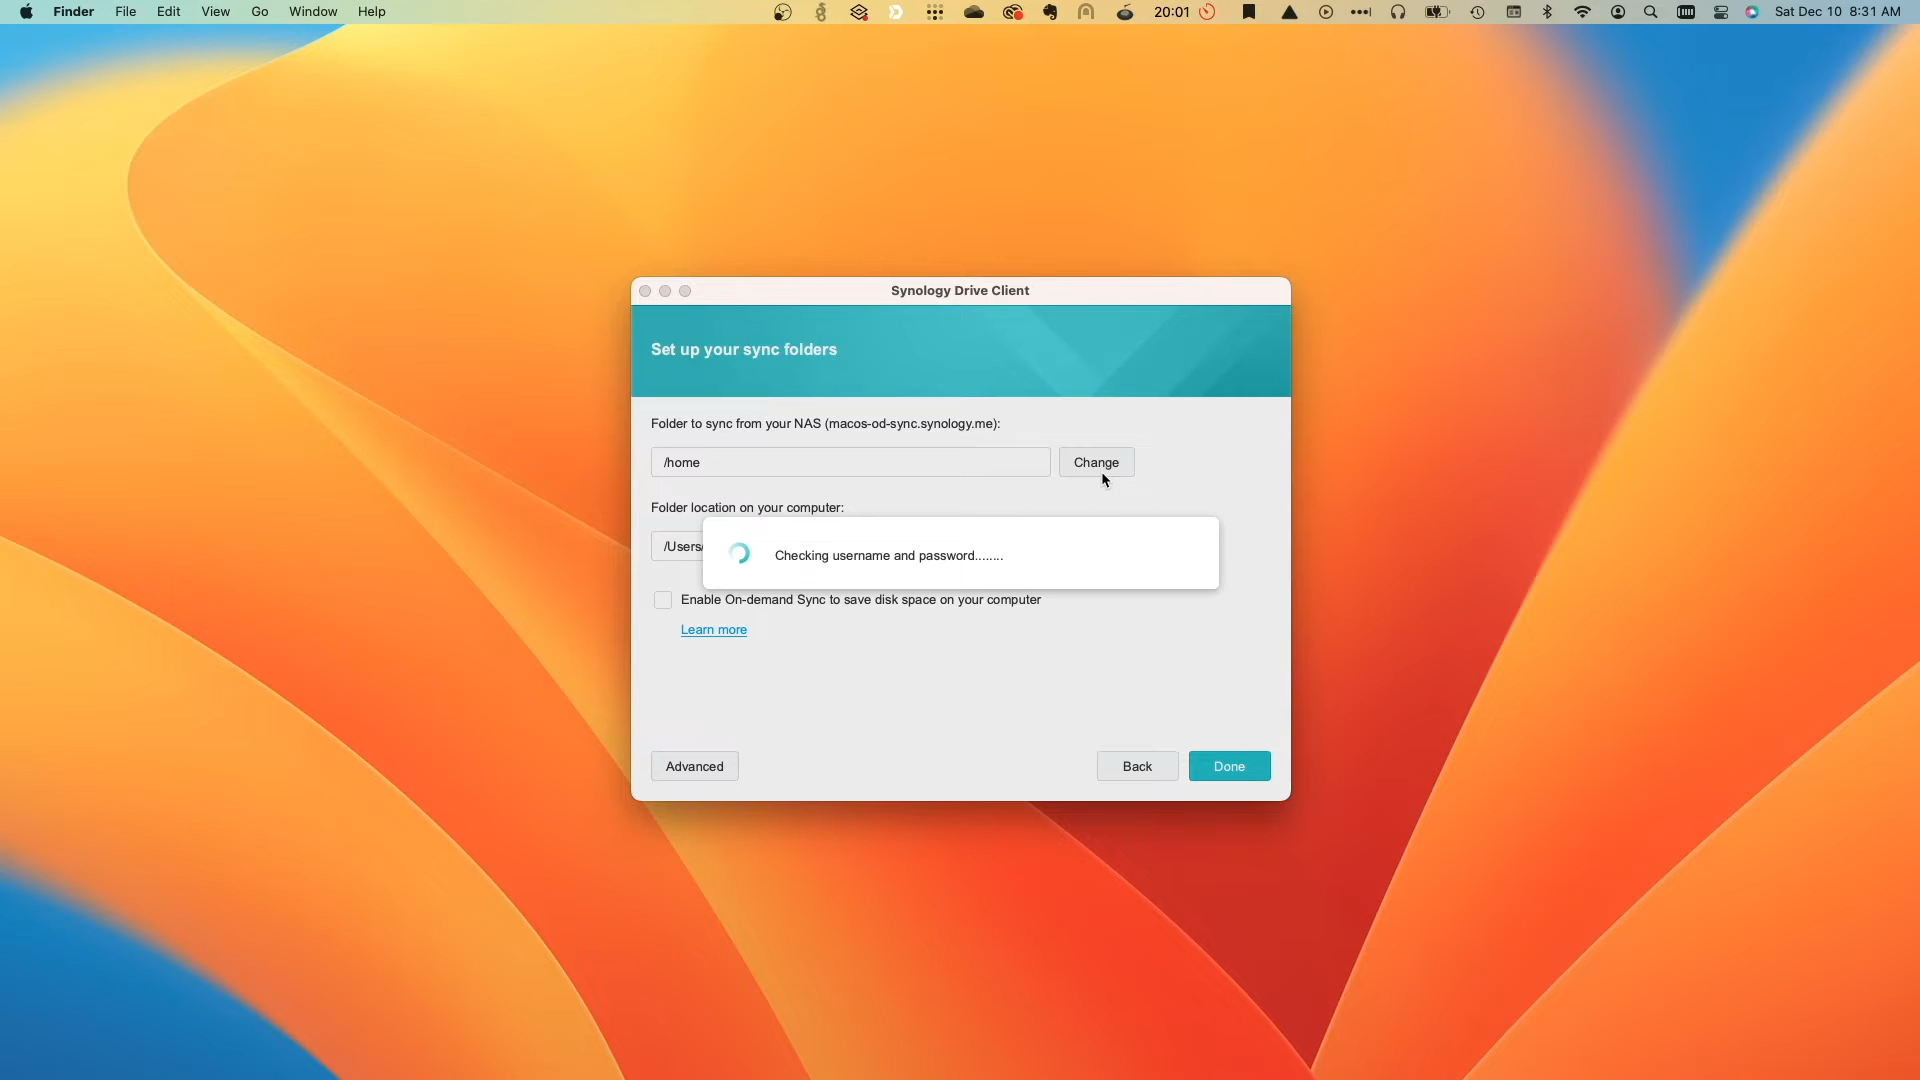 Finder File Edit View Go Window Help 20:01 Sat Dec 10 8:31 AM
Synology Drive Client
Set up your sync folders
Folder to sync from your NAS (macos-od-sync.synology.me):
/home Change
Folder location on your computer:
/Users/
Checking username and password........
Enable On-demand Sync to save disk space on your computer
Learn more
Advanced Back Done